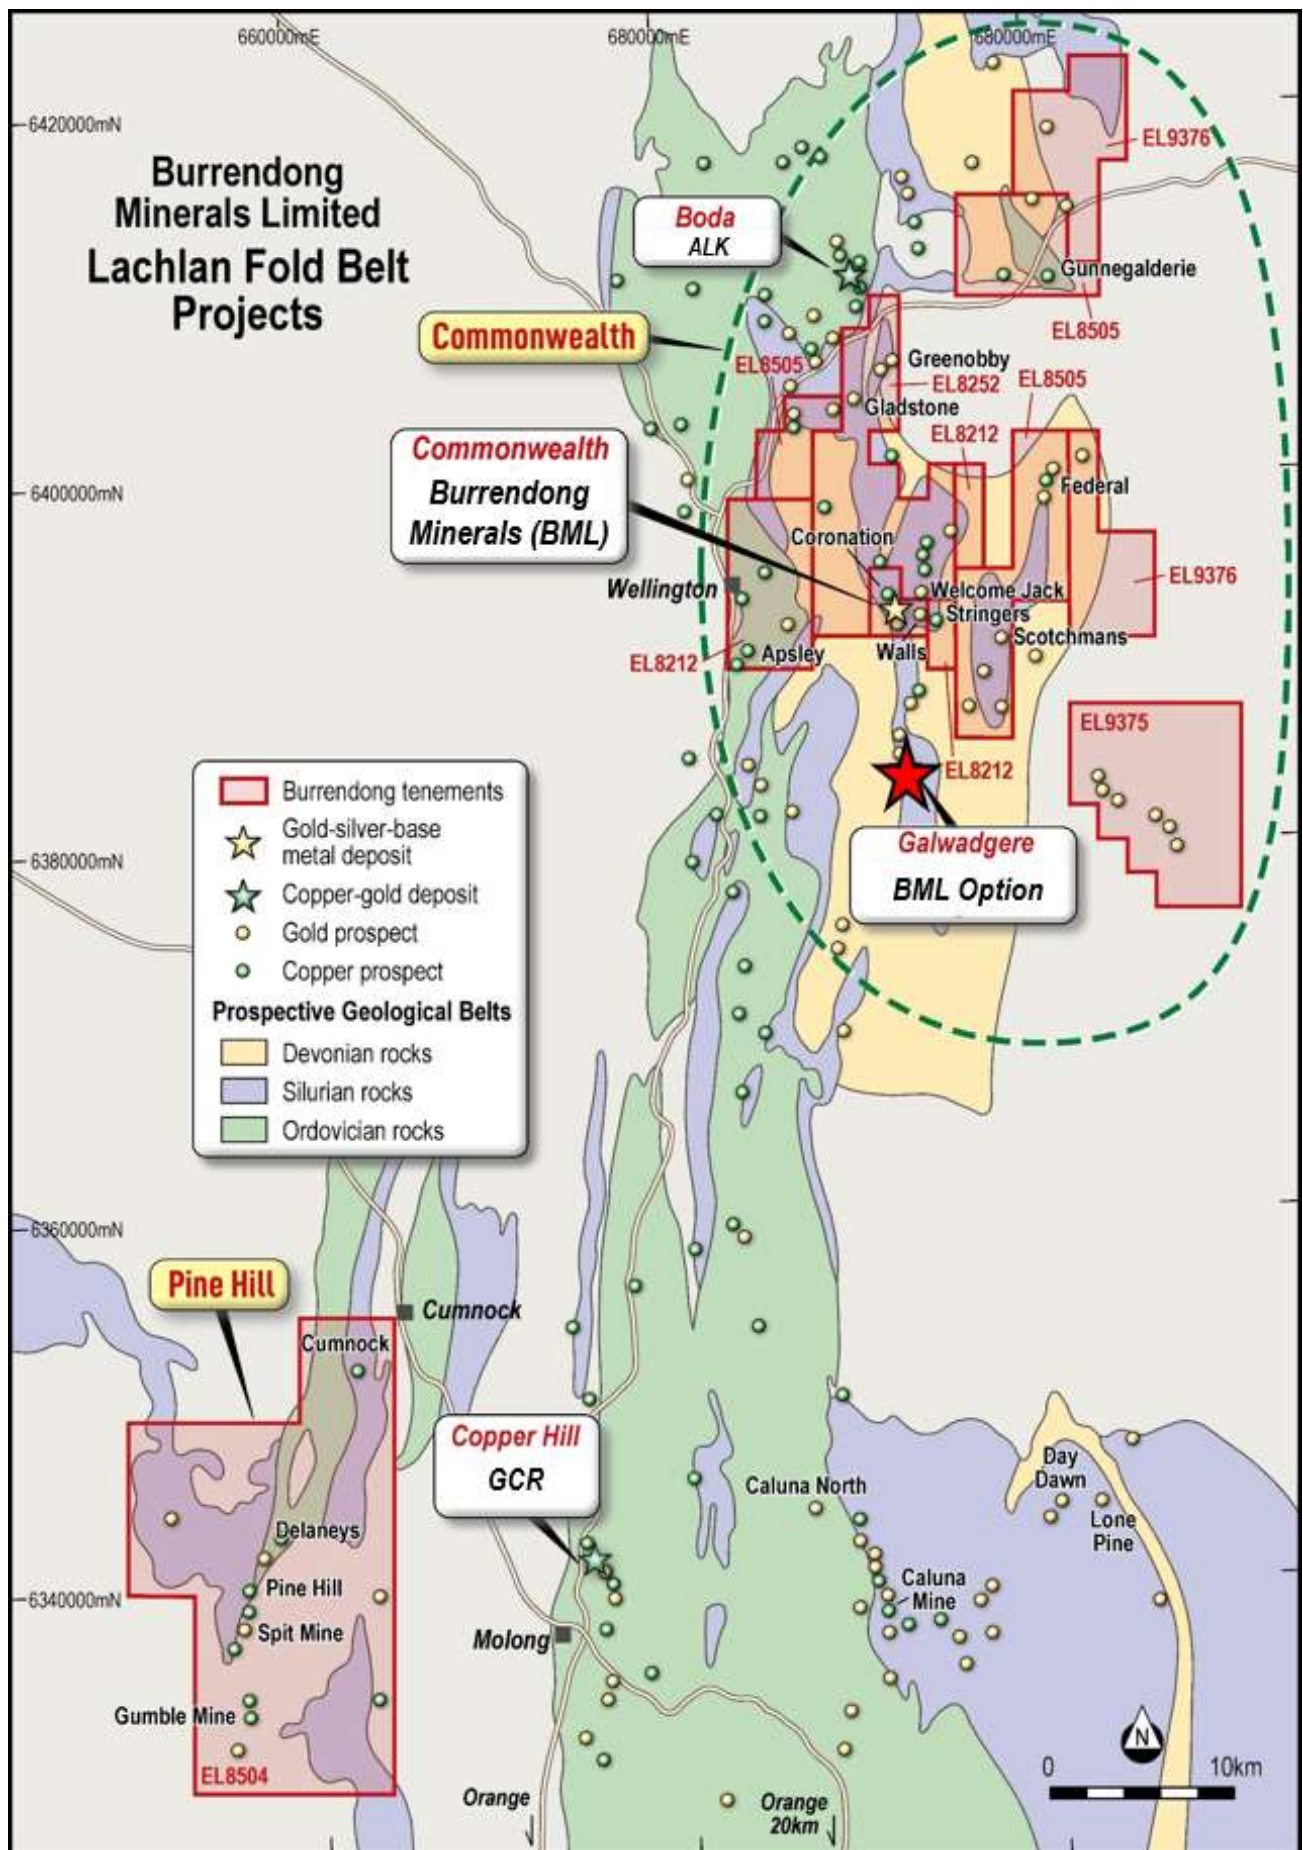 660000mE
680000mE
680000mE
6420000mN
Burrendong
Minerals Limited
Lachlan Fold Belt
Projects
EL9376
Boda
ALK
Gunnegalderie
EL8505
Commonwealth
EL8505
Greenobby
EL8252
EL8505
Gladstone
EL8212
Commonwealth
Burrendong
Minerals (BML)
6400000mN
Federal
Coronation
EL9376
Wellington
Welcome Jack
Stringers
Scotchmans
EL8212
Apsley
Walls
EL9375
EL8212
Galwadgere
BML Option
Burrendong tenements
Gold-silver-base
metal deposit
Copper-gold deposit
Gold prospect
Copper prospect
Prospective Geological Belts
Devonian rocks
Silurian rocks
Ordovician rocks
6380000mN
6360000mN
Pine Hill
Cumnock
Cumnock
Copper Hill
GCR
Caluna North
Day
Dawn
Lone
Pine
Delaneys
Pine Hill
Caluna
Mine
6340000mN
Spit Mine
Molong
Gumble Mine
EL8504
N
0
10km
Orange
Orange
20km